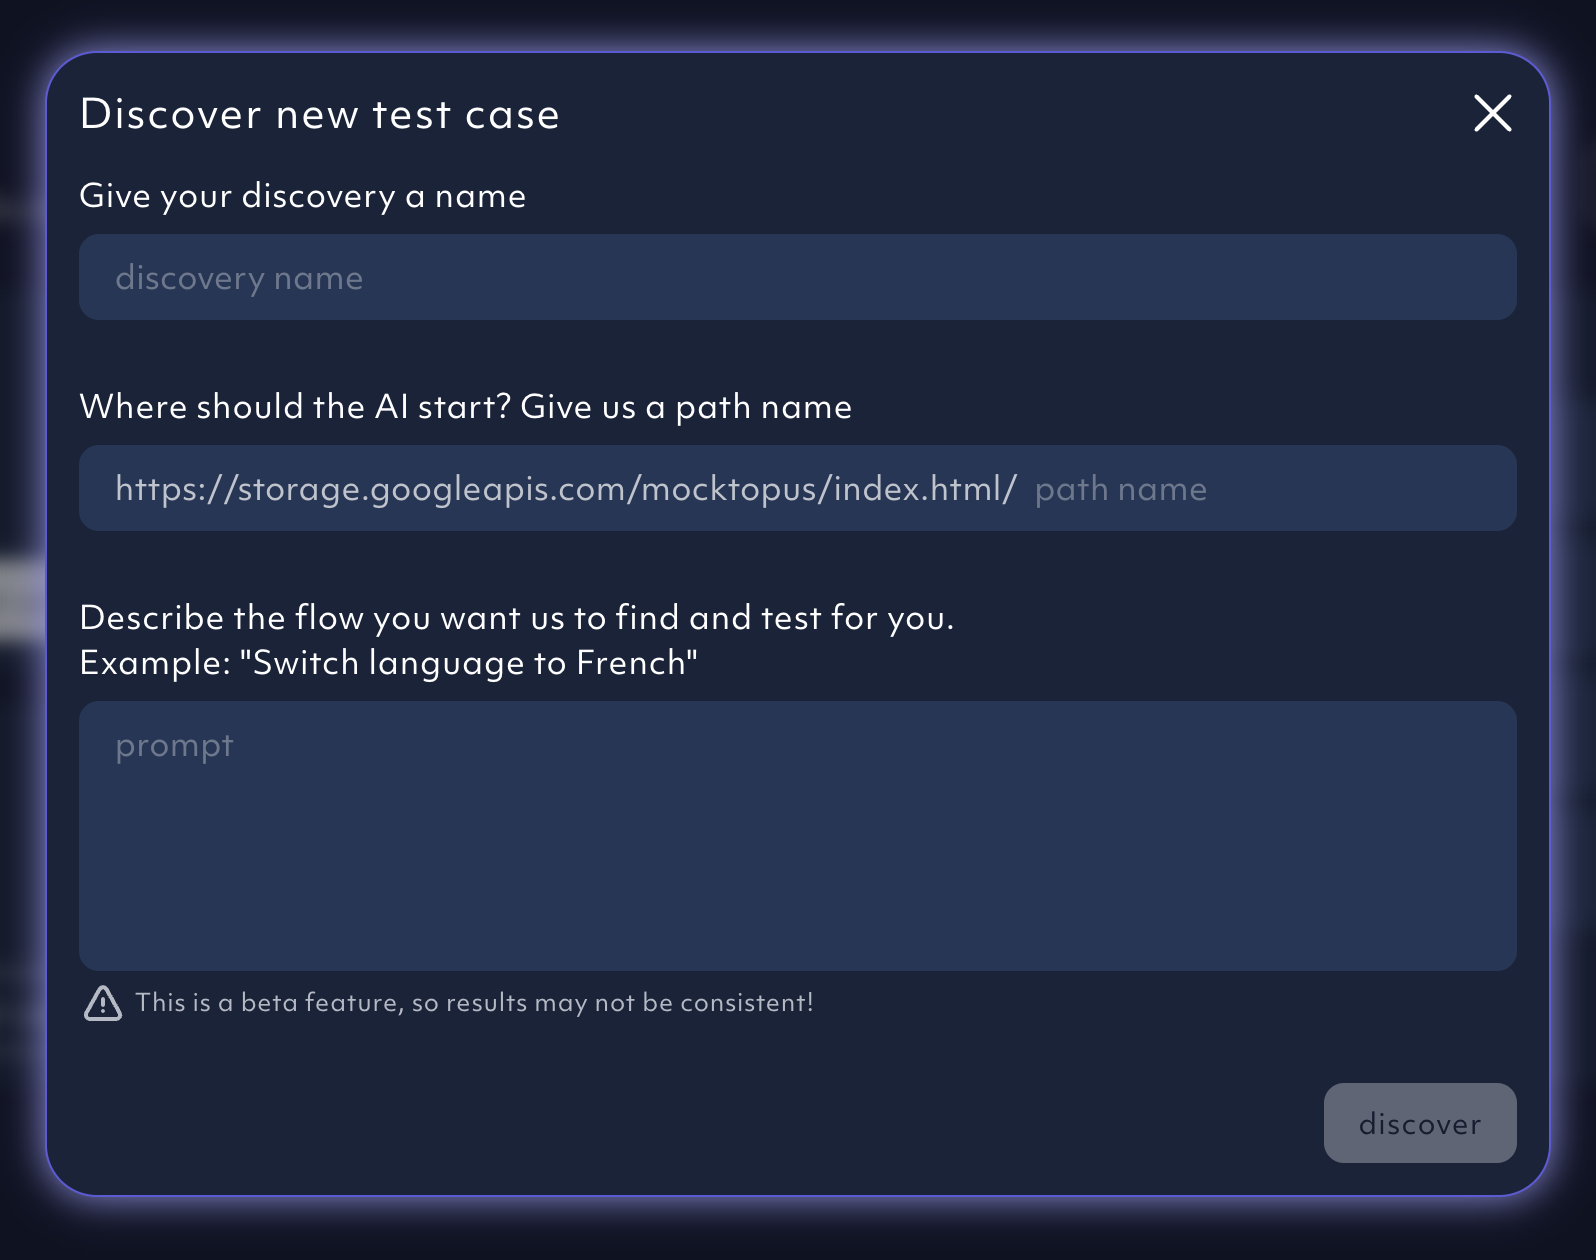 Discover new test case
Give your discovery a name
discovery name
Where should the AI start? Give us a path name
https://storage.googleapis.com/mocktopus/index.html/ path name
Describe the flow you want us to find and test for you.
Example: "Switch language to French"
prompt
This is a beta feature, so results may not be consistent!
discover